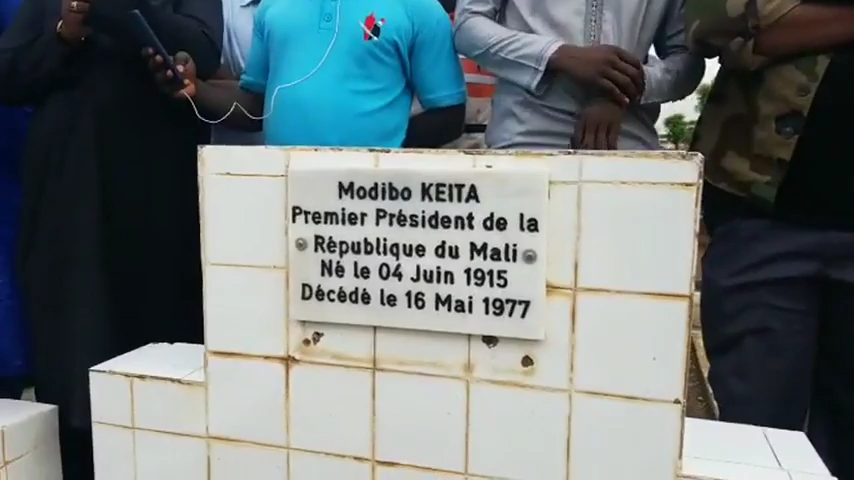 Modibo KEITA
Premier Président de la
République du Mali
Né le 04 Juin 1915
Décédé le 16 Mai 1977